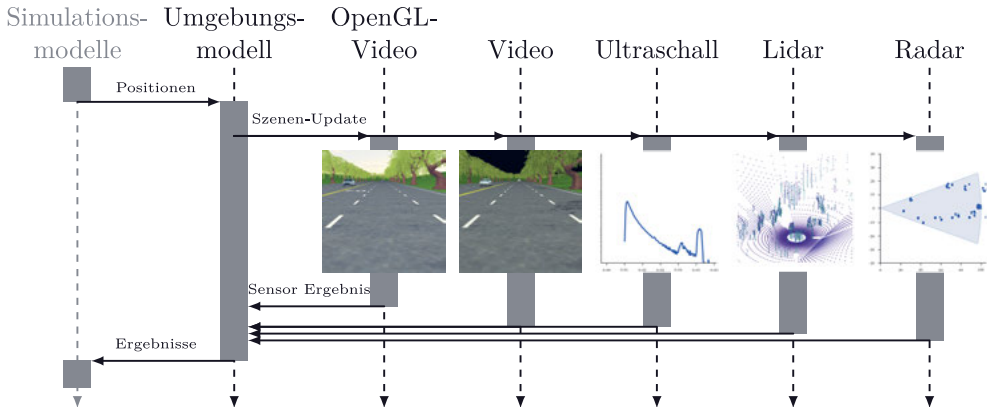 Simulations-
modelle
Umgebungs-
modell
OpenGL-
Video
Video
Ultraschall
Lidar
Radar
Positionen
Szenen-Update
Sensor Ergebnis
Ergebnisse